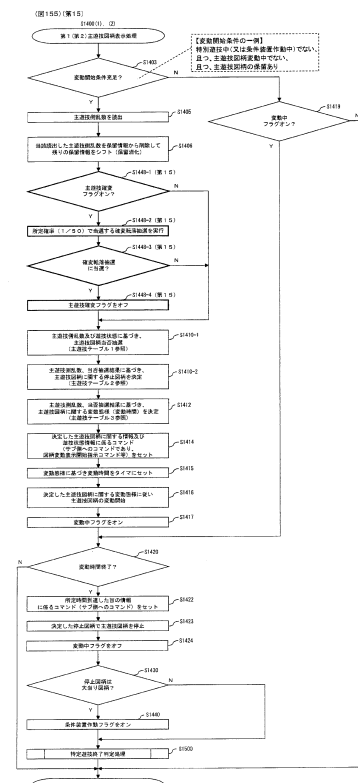 (図155)(第15)
S1400(1)、(2)
第1(第2)主遊技図柄表示処理
【変動開始条件の一例】
特別遊技中(又は条件装置作動中)でない、
且つ、主遊技図柄変動中でない、
且つ、主遊技図柄の保留あり
S1403
変動開始条件充足?
N
Y
S1405
主遊技側乱数を読出
S1406
当該読出した主遊技側乱数を保留情報から削除して
残りの保留情報をシフト(保留消化)
S1419
変動中
フラグオン?
N
Y
S1448-1 (第15)
主遊技確変
フラグオン?
N
Y
S1448-2 (第15)
所定確率(1/50)で当選する確変転落抽選を実行
S1448-3 (第15)
確変転落抽選
に当選?
N
Y
S1448-4 (第15)
主遊技確変フラグをオフ
S1410-1
主遊技側乱数及び遊技状態に基づき、
主遊技図柄当否抽選
(主遊技テーブル1参照)
S1410-2
主遊技側乱数、当否抽選結果に基づき、
主遊技図柄に関する停止図柄を決定
(主遊技テーブル2参照)
S1412
主遊技側乱数、当否抽選結果に基づき、
主遊技図柄に関する変動態様(変動時間)を決定
(主遊技テーブル3参照)
S1414
決定した主遊技図柄に関する情報及び
遊技状態情報に係るコマンド
(サブ側へのコマンドであり、
図柄変動表示開始指示コマンド等)をセット
S1415
変動態様に基づき変動時間をタイマにセット
S1416
決定した主遊技図柄に関する変動態様に従い
主遊技図柄の変動開始
S1417
変動中フラグをオン
S1420
変動時間終了?
N
Y
S1422
所定時間到達した旨の情報
に係るコマンド(サブ側へのコマンド)をセット
S1423
決定した停止図柄で主遊技図柄を停止
S1424
変動中フラグをオフ
S1430
停止図柄は
大当り図柄?
N
Y
S1440
条件装置作動フラグをオン
S1500
特定遊技終了判定処理